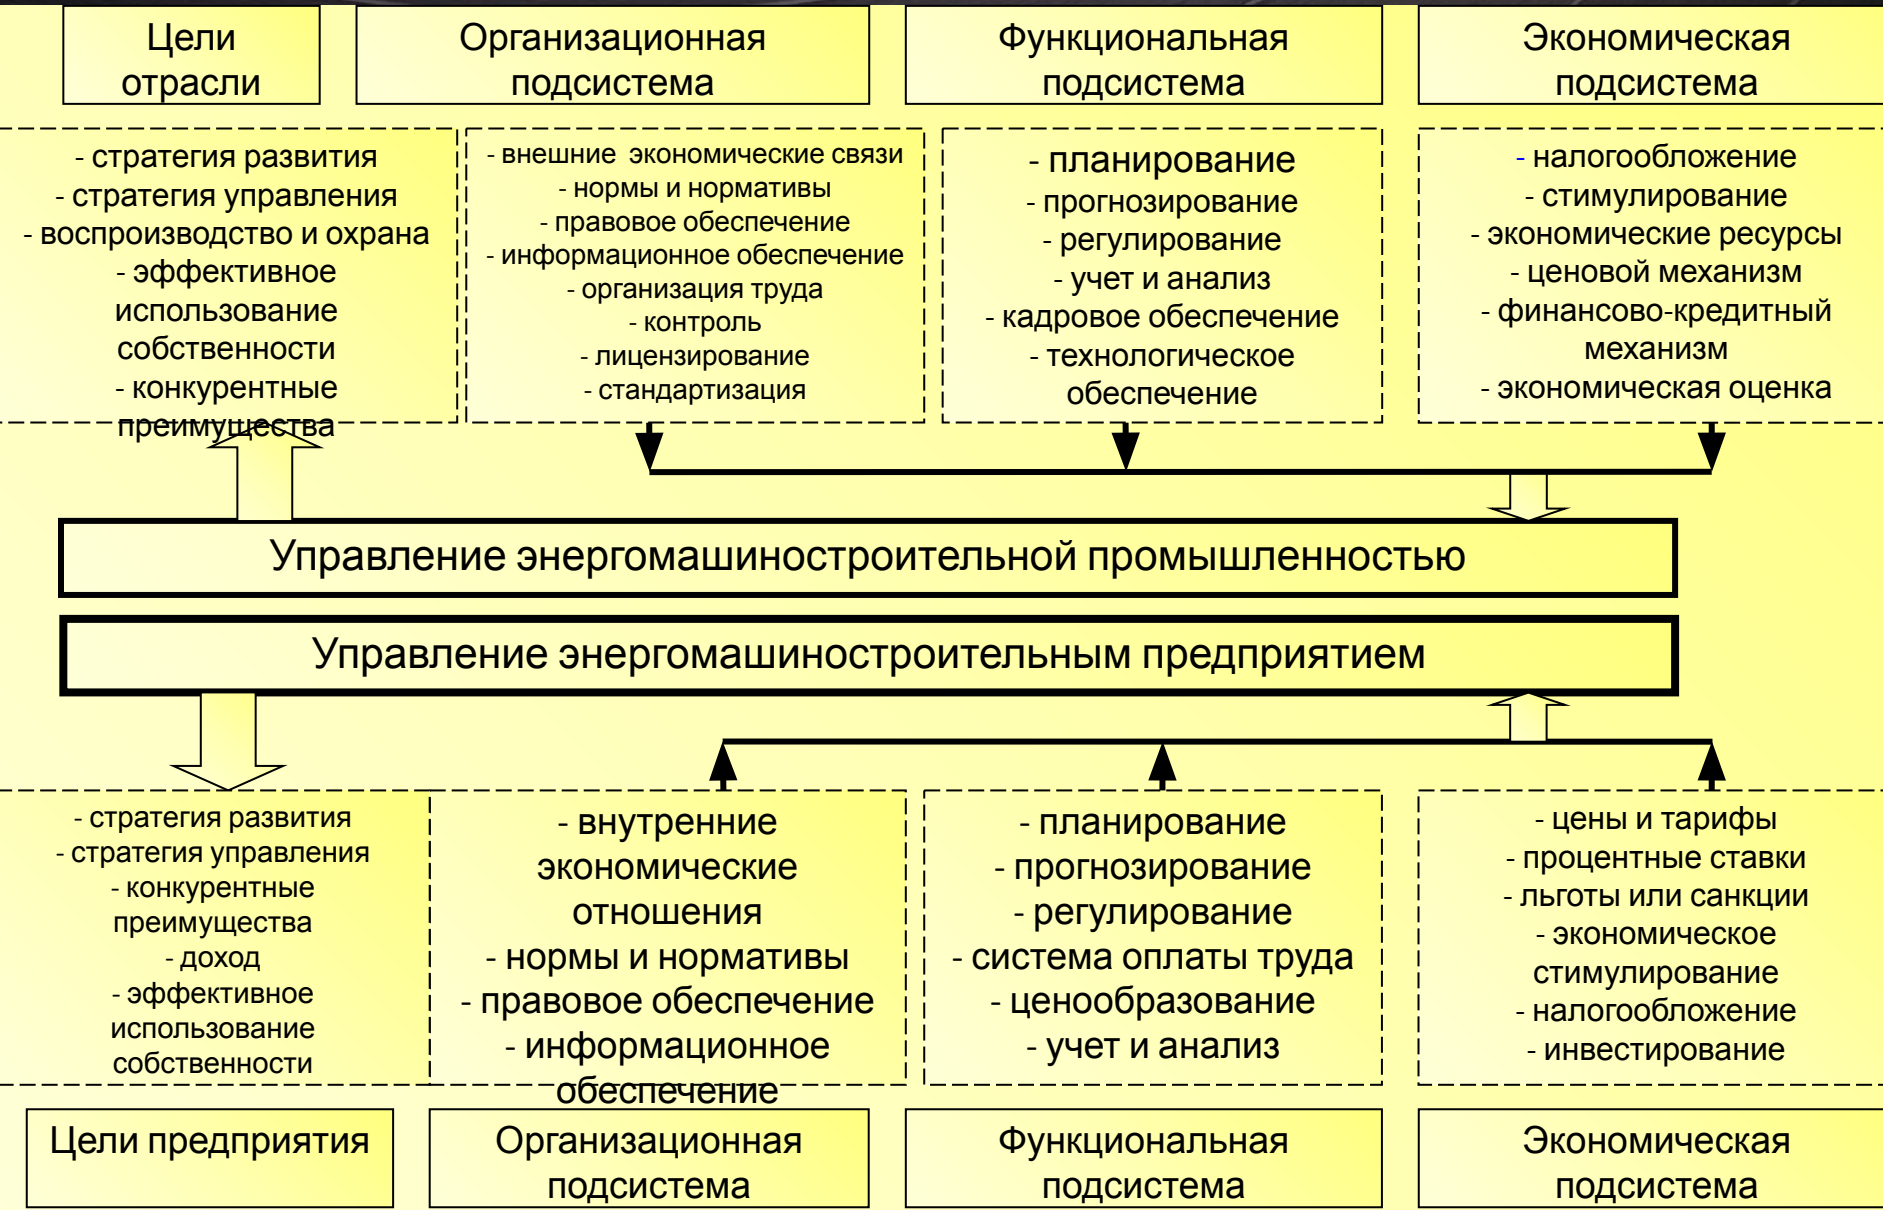 Цели
отрасли
Организационная
подсистема
Функциональная
подсистема
Экономическая
подсистема
- стратегия развития
- стратегия управления
- воспроизводство и охрана
- эффективное
использование
собственности
- конкурентные
преимущества
- внешние экономические связи
- нормы и нормативы
- правовое обеспечение
- информационное обеспечение
- организация труда
- контроль
- лицензирование
- стандартизация
- планирование
- прогнозирование
- регулирование
- учет и анализ
- кадровое обеспечение
- технологическое
обеспечение
- налогообложение
- стимулирование
- экономические ресурсы
- ценовой механизм
- финансово-кредитный
механизм
- экономическая оценка
Управление энергомашиностроительной промышленностью
Управление энергомашиностроительным предприятием
- стратегия развития
- стратегия управления
- конкурентные
преимущества
- доход
- эффективное
использование
собственности
- внутренние
экономические
отношения
- нормы и нормативы
- правовое обеспечение
- информационное
обеспечение
- планирование
- прогнозирование
- регулирование
- система оплаты труда
- ценообразование
- учет и анализ
- цены и тарифы
- процентные ставки
- льготы или санкции
- экономическое
стимулирование
- налогообложение
- инвестирование
Цели предприятия
Организационная
подсистема
Функциональная
подсистема
Экономическая
подсистема